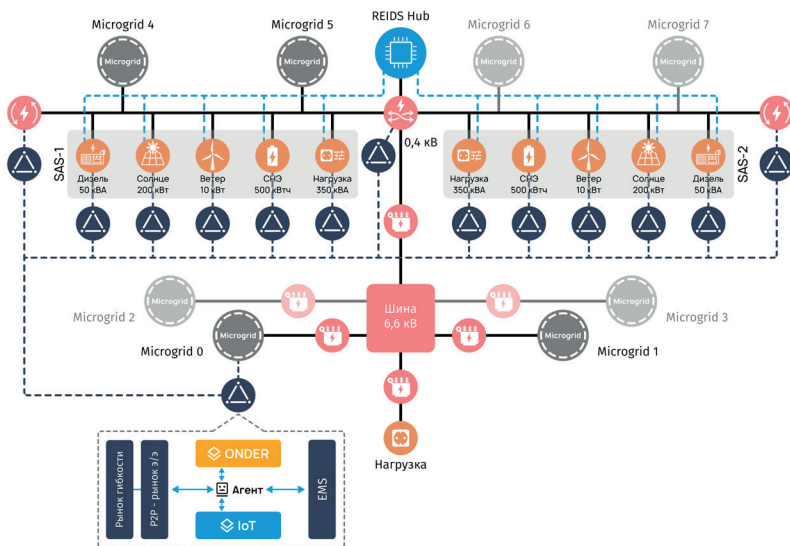 REIDS Hub
Microgrid 4
Microgrid 5
Microgrid 6
Microgrid 7
Microgrid
Microgrid
Microgrid
Microgrid
0,4 кВ
SAS-1
Дизель
50 кВА
Солнце
200 кВт
Ветер
10 кВт
СНЭ
500 кВтч
Нагрузка
350 кВА
Нагрузка
350 кВА
СНЭ
500 кВтч
Ветер
10 кВт
Солнце
200 кВт
Дизель
50 кВА
SAS-2
Microgrid
Microgrid 2
Microgrid
Microgrid 3
Шина
6,6 кВ
Microgrid 0
Microgrid
Microgrid
Microgrid 1
Нагрузка
Рынок гибкости
P2P - рынок э/э
ONDER
Агент
IoT
EMS